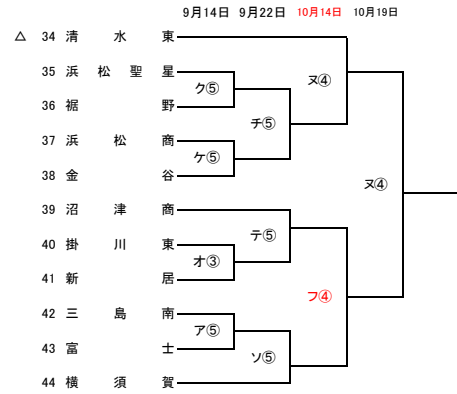 9月14日 9月22日 10月14日 10月19日
△ 34 清水東
35 浜松聖星
ク⑤
ヌ④
36 裾野
チ⑤
37 浜松商
ケ⑤
38 金谷
ヌ④
39 沼津商
テ⑤
40 掛川東
オ③
41 新居
フ④
42 三島南
ア⑤
43 富士
ソ⑤
44 横須賀